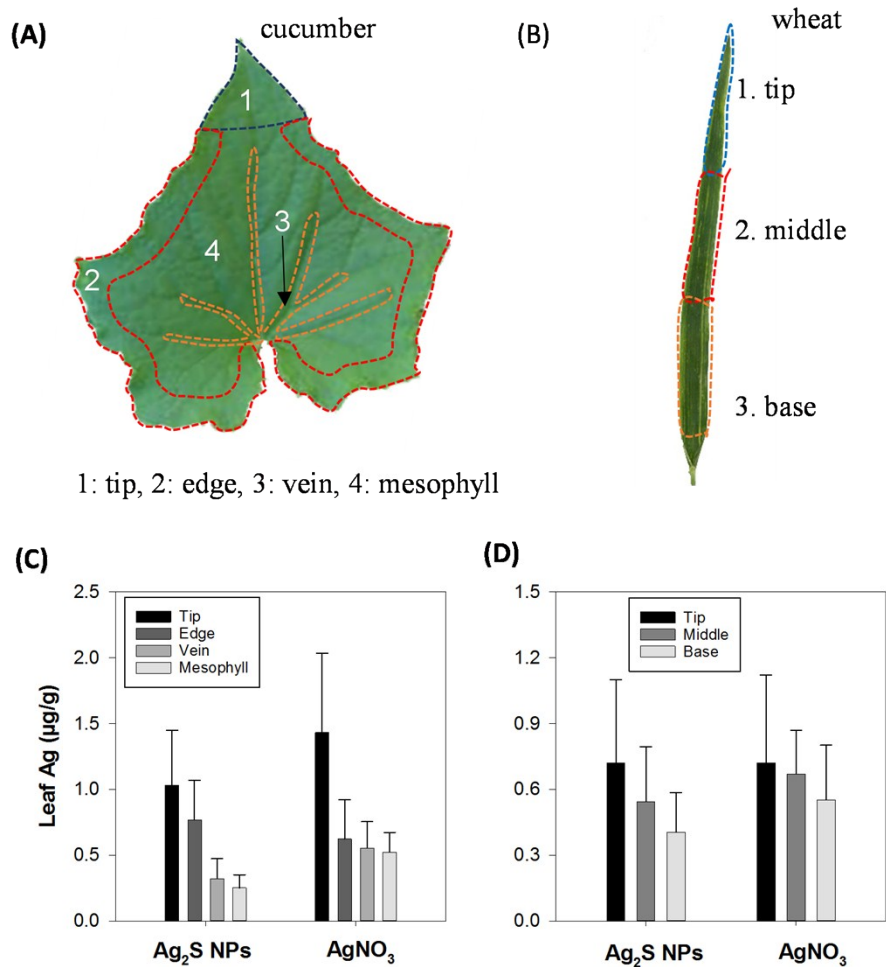 (A)
cucumber
1
2
3
4
1: tip, 2: edge, 3: vein, 4: mesophyll
(B)
wheat
1. tip
2. middle
3. base
(C)
Leaf Ag (µg/g)
2.5
2.0
1.5
1.0
0.5
0.0
Tip
Edge
Vein
Mesophyll
Ag₂S NPs
AgNO₃
(D)
1.5
1.2
0.9
0.6
0.3
0.0
Tip
Middle
Base
Ag₂S NPs
AgNO₃